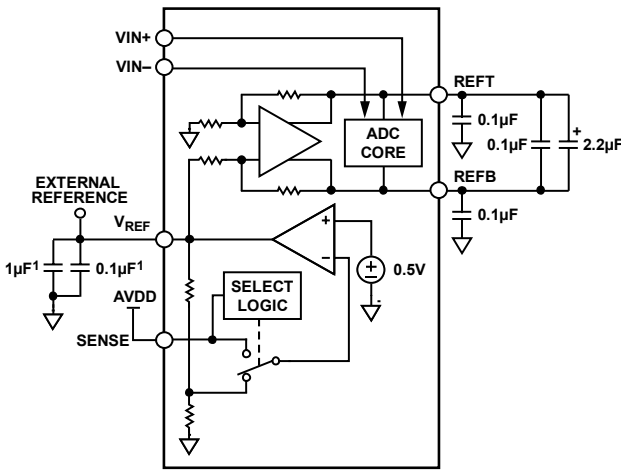 VIN+
VIN–
REFT
ADC
CORE
0.1µF
0.1µF
+
2.2µF
EXTERNAL
REFERENCE
REFB
VREF
0.1µF
+
–
+
–
0.5V
1µF1
0.1µF1
SELECT
LOGIC
AVDD
SENSE